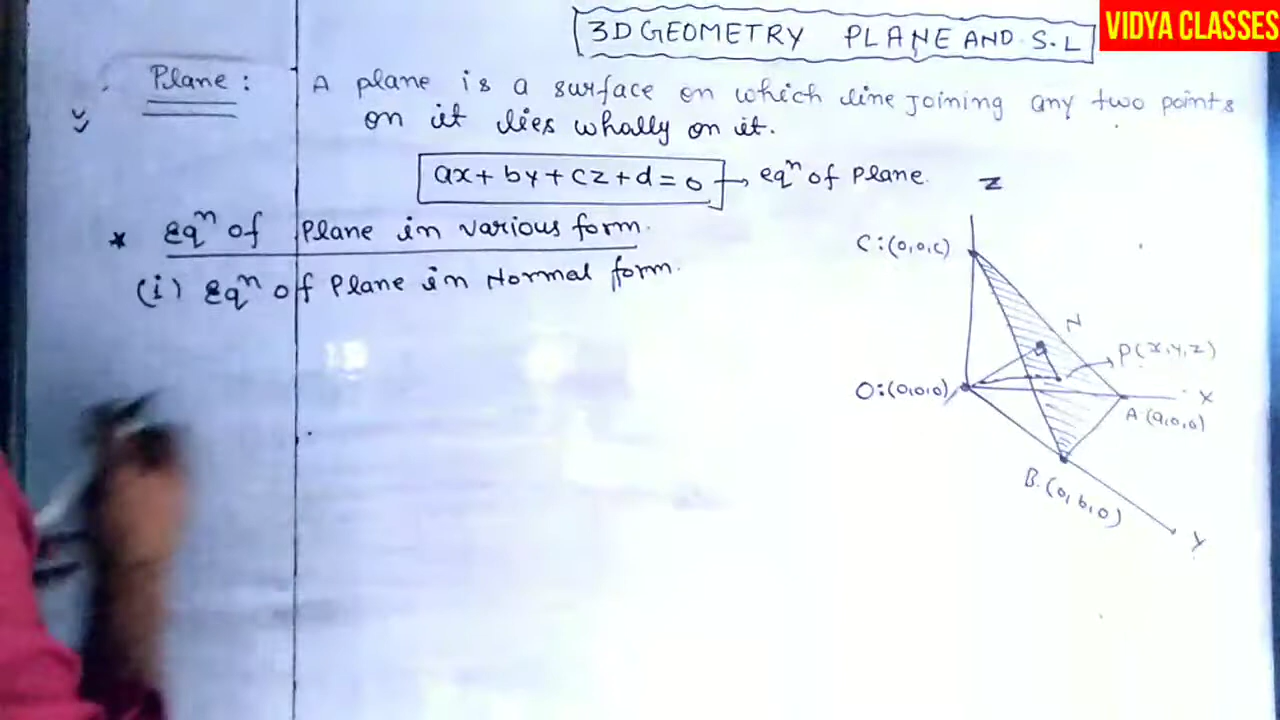 3D GEOMETRY PLANE AND S.L
VIDYA CLASSES
Plane : A plane is a surface on which line joining any two points
on it lies whally on it.
ax + by + cz + d = 0 → eqⁿ of plane.
* Eqⁿ of Plane in various form.
(i) Eqⁿ of Plane in Normal form.
Z
C:(0,0,c)
N
P(x,y,z)
O:(0,0,0)
X
A(a,0,0)
B.(0,b,0)
Y